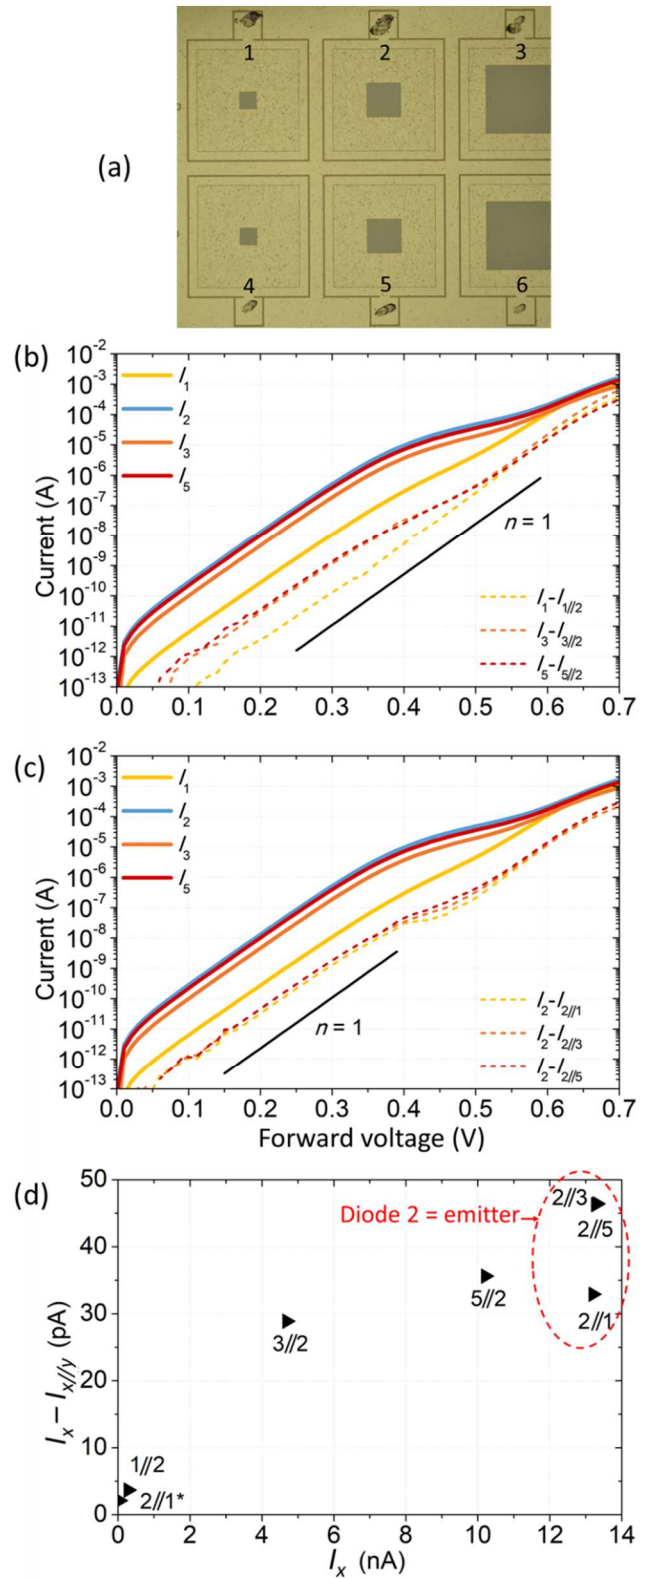 (a)
1 2 3
4 5 6
(b)
10-2
10-3
10-4
10-5
10-6
10-7
10-8
10-9
10-10
10-11
10-12
10-13
Current (A)
I1
I2
I3
I5
n = 1
I1-I1//2
I3-I3//2
I5-I5//2
0.0 0.1 0.2 0.3 0.4 0.5 0.6 0.7
(c)
10-2
10-3
10-4
10-5
10-6
10-7
10-8
10-9
10-10
10-11
10-12
10-13
Current (A)
I1
I2
I3
I5
n = 1
I2-I2//1
I2-I2//3
I2-I2//5
0.0 0.1 0.2 0.3 0.4 0.5 0.6 0.7
Forward voltage (V)
(d)
50
40
30
20
10
0
Ix – Ix//y (pA)
Diode 2 = emitter→
2//3
2//5
5//2
2//1
3//2
1//2
2//1*
0 2 4 6 8 10 12 14
Ix (nA)